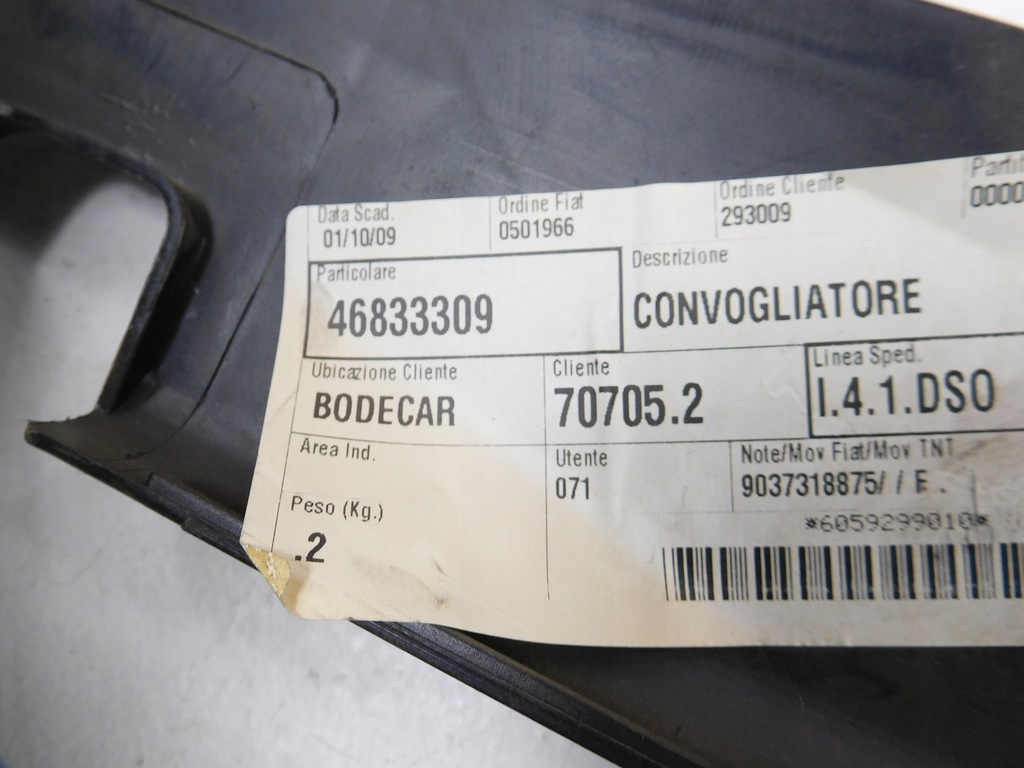 Data Scad. Ordine Fiat Ordine Cliente
01/10/09 0501966 293009 0000
Particolare Descrizione
46833309 CONVOGLIATORE
Ubicazione Cliente Cliente Linea Sped.
BODECAR 70705.2 I.4.1.DSO
Area Ind. Utente Note/Mov Fiat/Mov TNT
071 9037318875/ / F .
Peso (Kg.) *6059299010*
.2